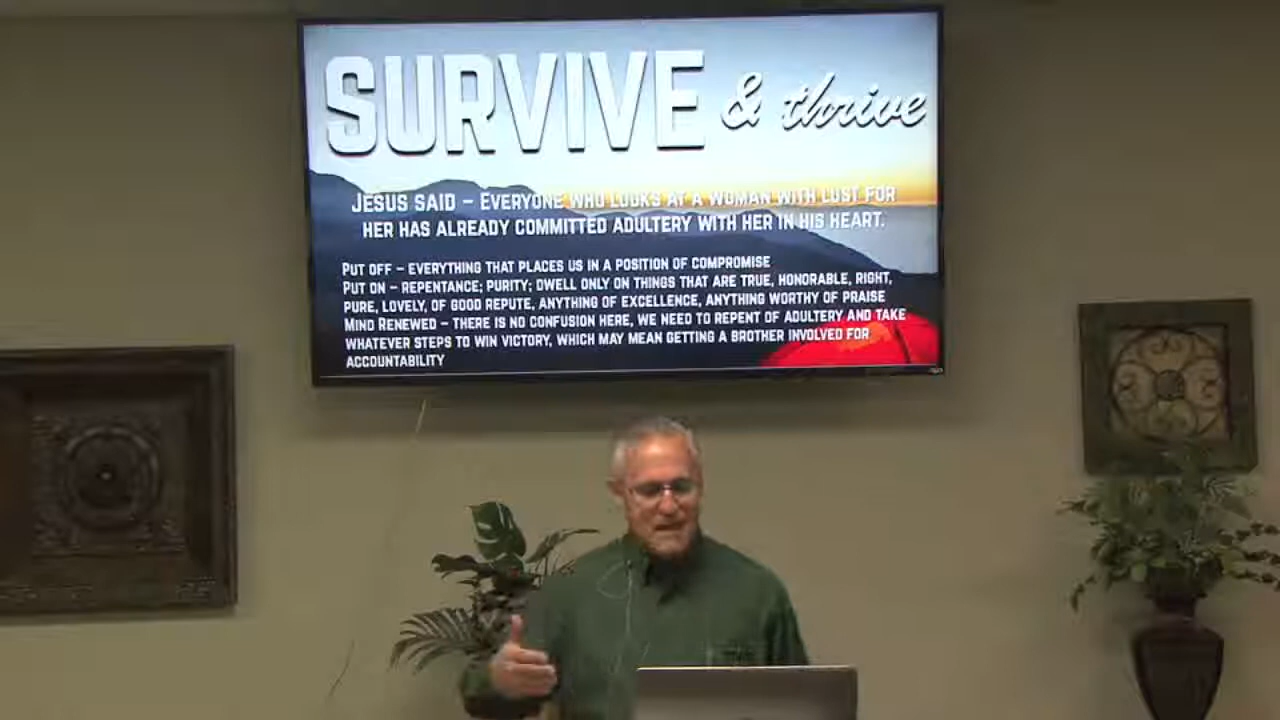 SURVIVE & thrive
JESUS SAID – EVERYONE WHO LOOKS AT A WOMAN WITH LUST FOR
HER HAS ALREADY COMMITTED ADULTERY WITH HER IN HIS HEART.
PUT OFF – EVERYTHING THAT PLACES US IN A POSITION OF COMPROMISE
PUT ON – REPENTANCE; PURITY; DWELL ONLY ON THINGS THAT ARE TRUE, HONORABLE, RIGHT,
PURE, LOVELY, OF GOOD REPUTE, ANYTHING OF EXCELLENCE, ANYTHING WORTHY OF PRAISE
MIND RENEWED – THERE IS NO CONFUSION HERE, WE NEED TO REPENT OF ADULTERY AND TAKE
WHATEVER STEPS TO WIN VICTORY, WHICH MAY MEAN GETTING A BROTHER INVOLVED FOR
ACCOUNTABILITY